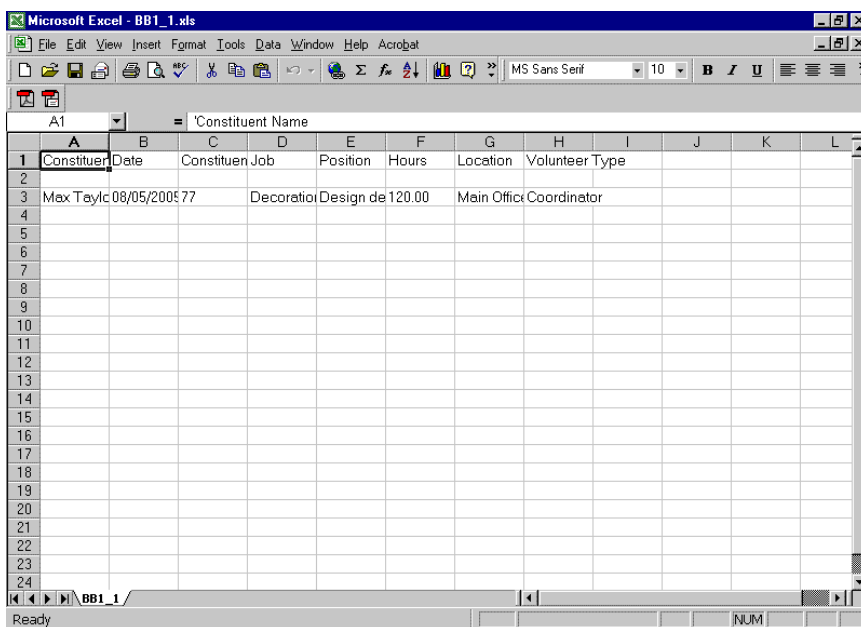 Microsoft Excel - BB1_1.xls
File Edit View Insert Format Tools Data Window Help Acrobat
MS Sans Serif 10 B I U
A1 = 'Constituent Name
A B C D E F G H I J K L
1 Constituen Date Constituen Job Position Hours Location Volunteer Type
2
3 Max Taylo 08/05/2005 77 Decoration Design de 120.00 Main Office Coordinator
4
5
6
7
8
9
10
11
12
13
14
15
16
17
18
19
20
21
22
23
24
BB1_1
Ready NUM